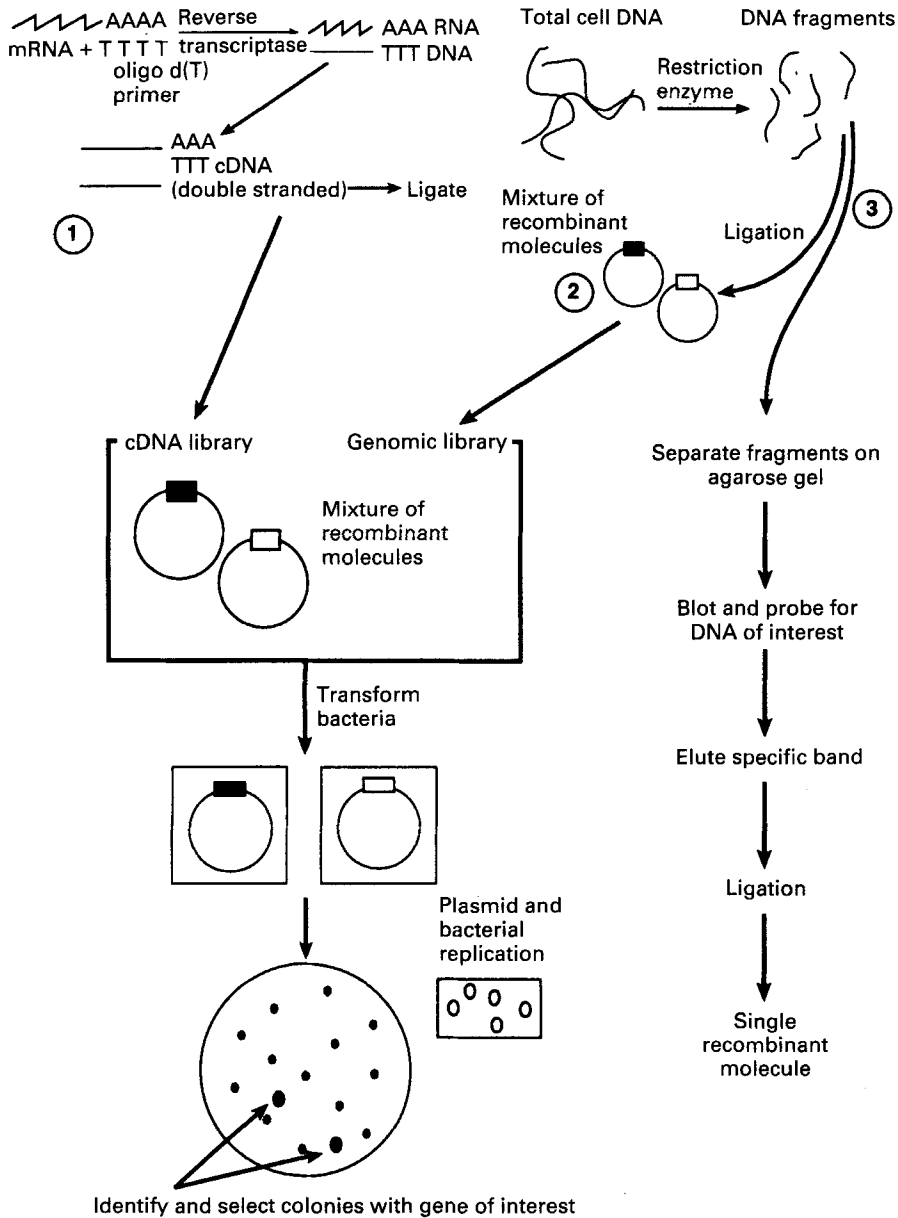 AAAA Reverse
mRNA + T T T T transcriptase
oligo d(T)
primer
AAA RNA
TTT DNA
AAA
TTT cDNA
(double stranded) Ligate
1
Total cell DNA
DNA fragments
Restriction
enzyme
Mixture of
recombinant
molecules
2
Ligation
3
cDNA library
Genomic library
Mixture of
recombinant
molecules
Transform
bacteria
Plasmid and
bacterial
replication
Identify and select colonies with gene of interest
Separate fragments on
agarose gel
Blot and probe for
DNA of interest
Elute specific band
Ligation
Single
recombinant
molecule